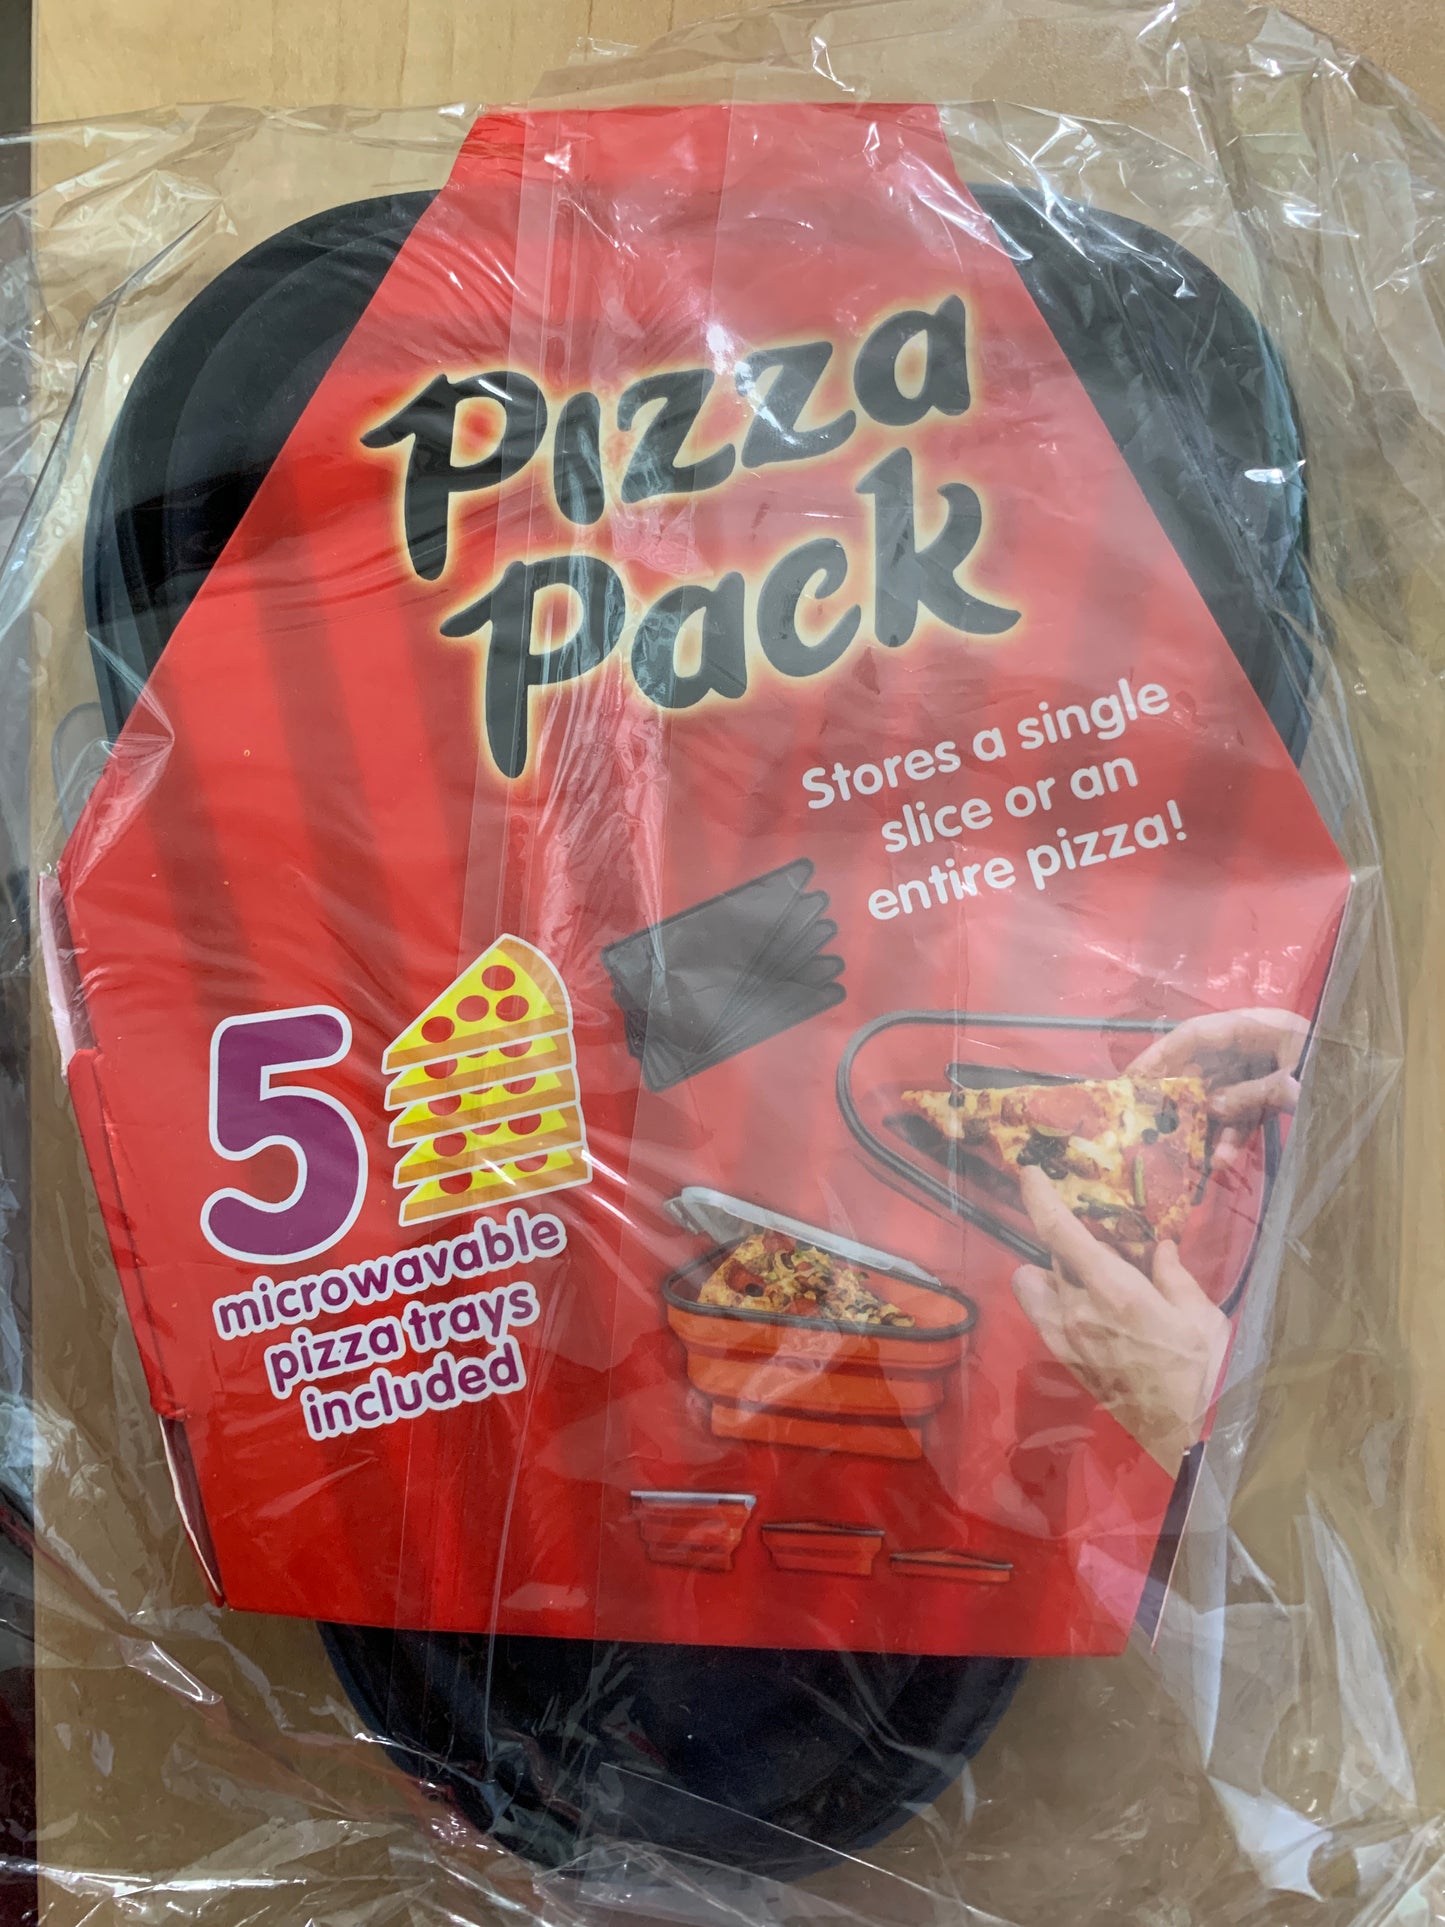 Pizza
Pack
Stores a single
slice or an
entire pizza!
5
microwavable
pizza trays
included